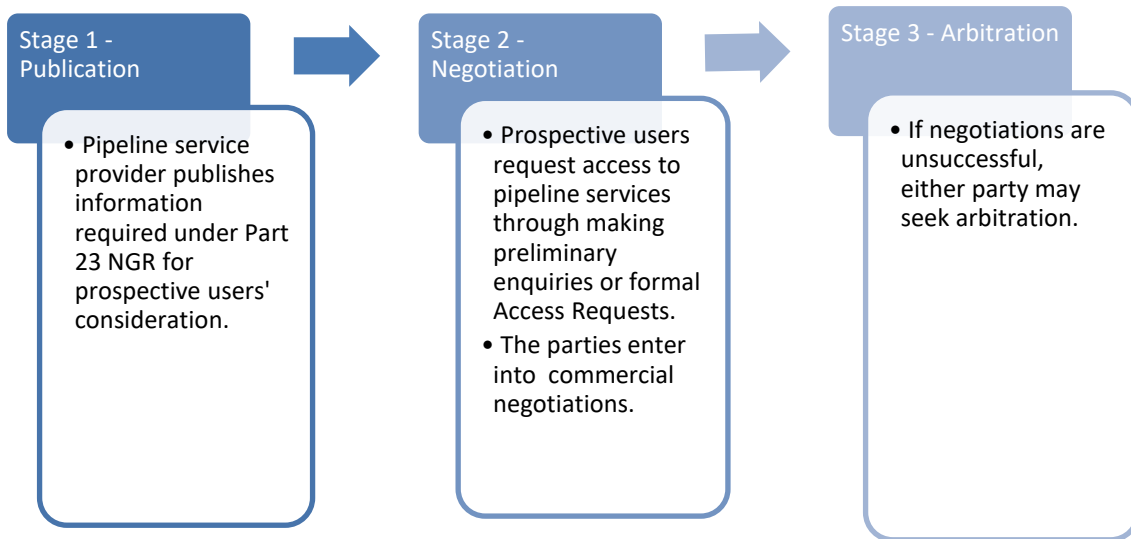 Stage 1 -
Publication
• Pipeline service
provider publishes
information
required under Part
23 NGR for
prospective users'
consideration.
Stage 2 -
Negotiation
• Prospective users
request access to
pipeline services
through making
preliminary
enquiries or formal
Access Requests.
• The parties enter
into commercial
negotiations.
Stage 3 - Arbitration
• If negotiations are
unsuccessful,
either party may
seek arbitration.